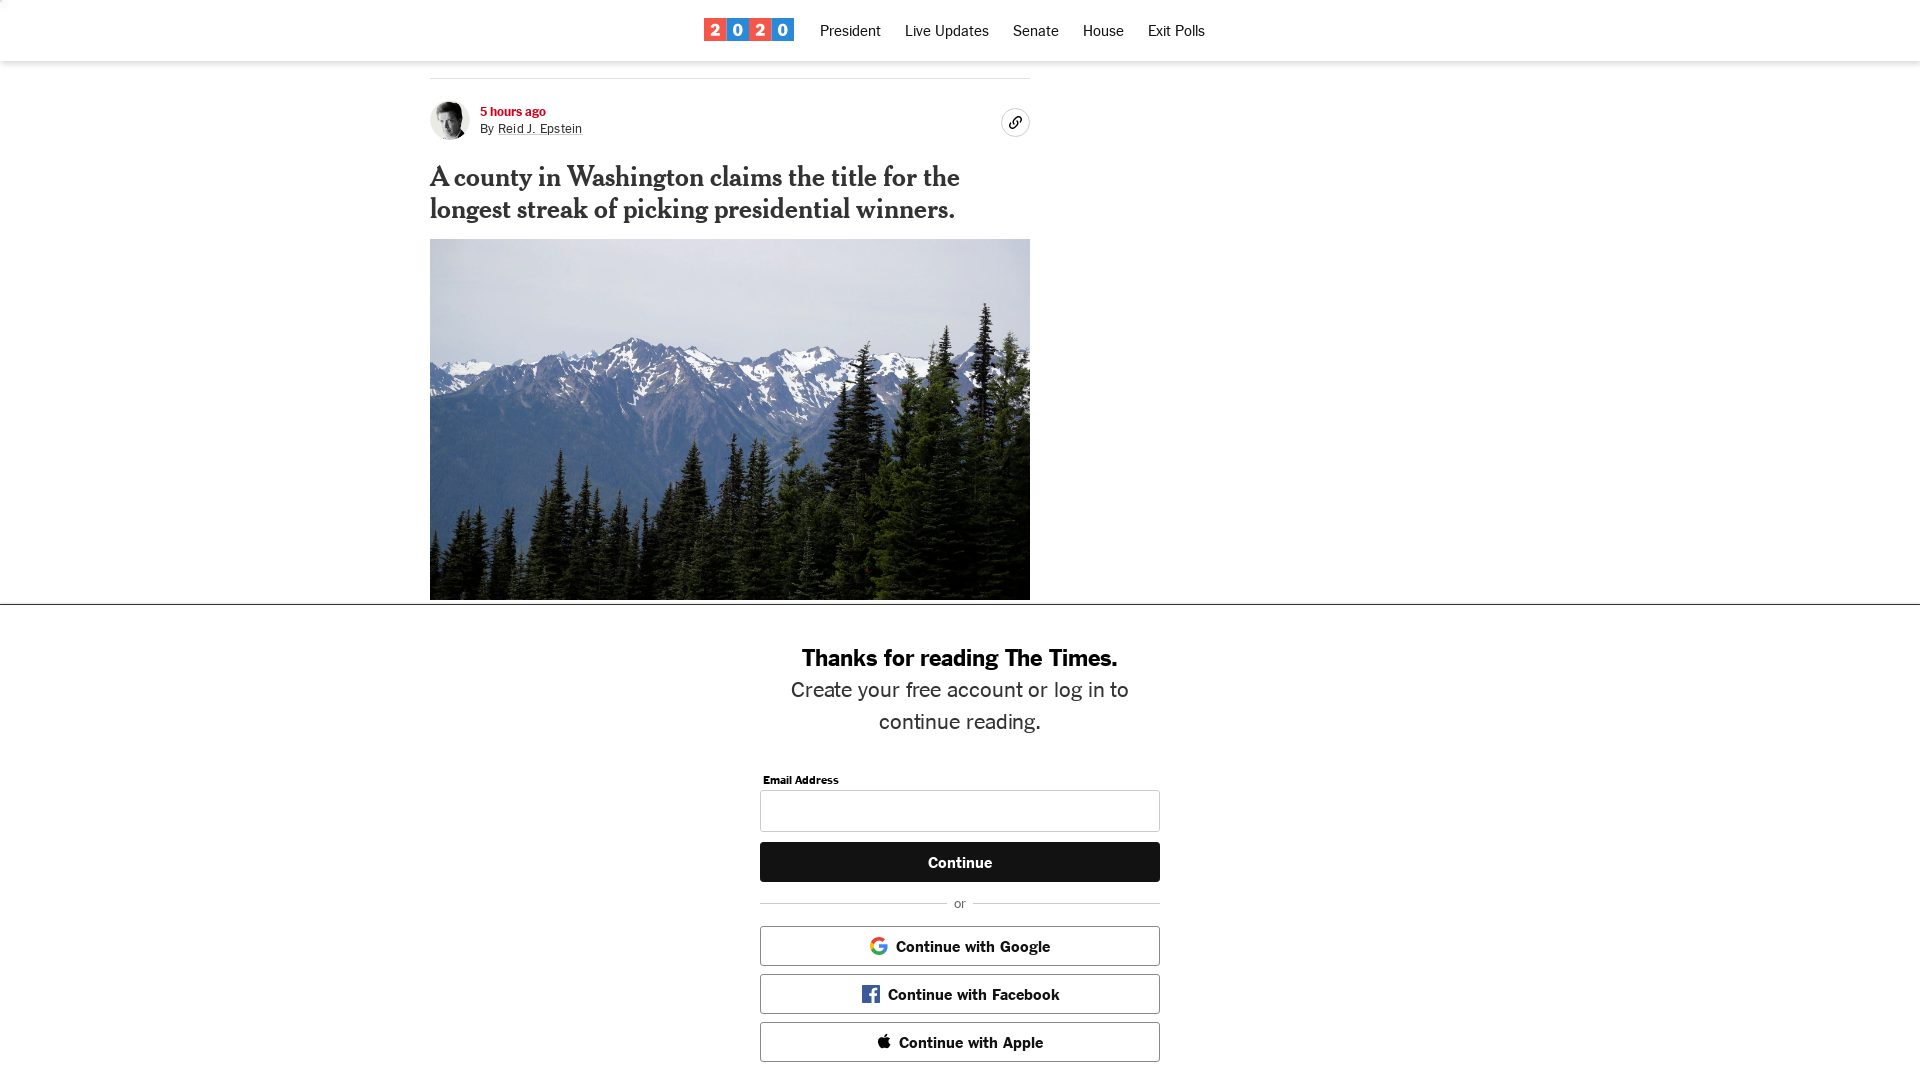 2020 President Live Updates Senate House Exit Polls
5 hours ago
By Reid J. Epstein
A county in Washington claims the title for the
longest streak of picking presidential winners.
Thanks for reading The Times.
Create your free account or log in to
continue reading.
Email Address
Continue
or
Continue with Google
Continue with Facebook
Continue with Apple